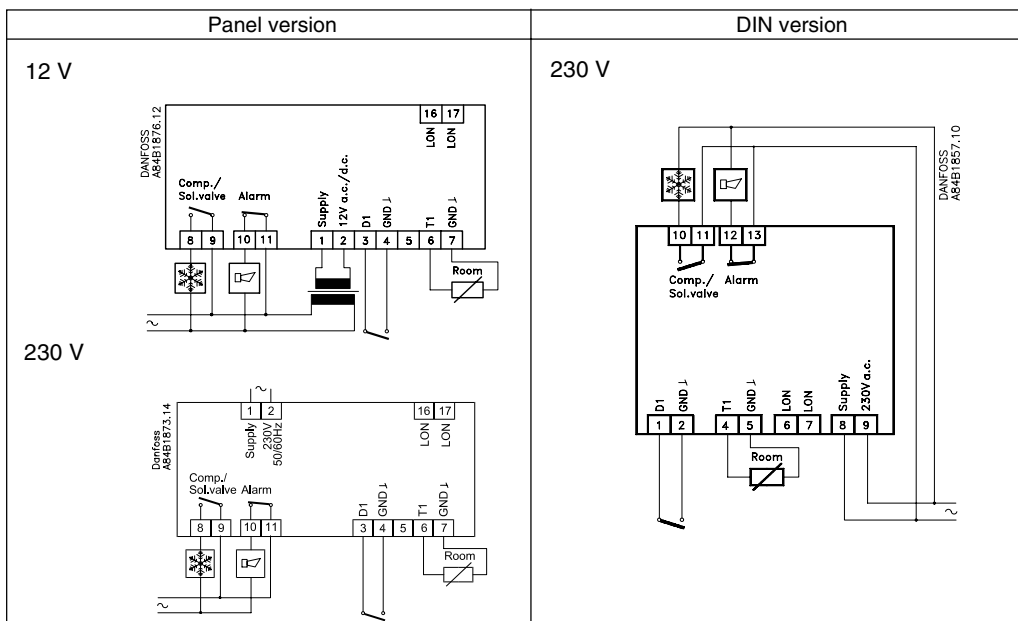 Panel version
DIN version
12 V
DANFOSS
A84B1876.12
16 17
LON LON
Comp./
Sol.valve Alarm
Supply
12V a.c./d.c.
D1
GND ⊥
T1
GND ⊥
8 9 10 11 1 2 3 4 5 6 7
Room
~
230 V
~
Danfoss
A84B1873.14
1 2
Supply
230V
50/60Hz
16 17
LON LON
Comp./
Sol.valve Alarm
D1
GND ⊥
T1
GND ⊥
8 9 10 11 3 4 5 6 7
Room
~
230 V
DANFOSS
A84B1857.10
10 11 12 13
Comp./
Sol.valve Alarm
D1
GND ⊥
T1
GND ⊥
LON
LON
Supply
230V a.c.
1 2 4 5 6 7 8 9
Room
~